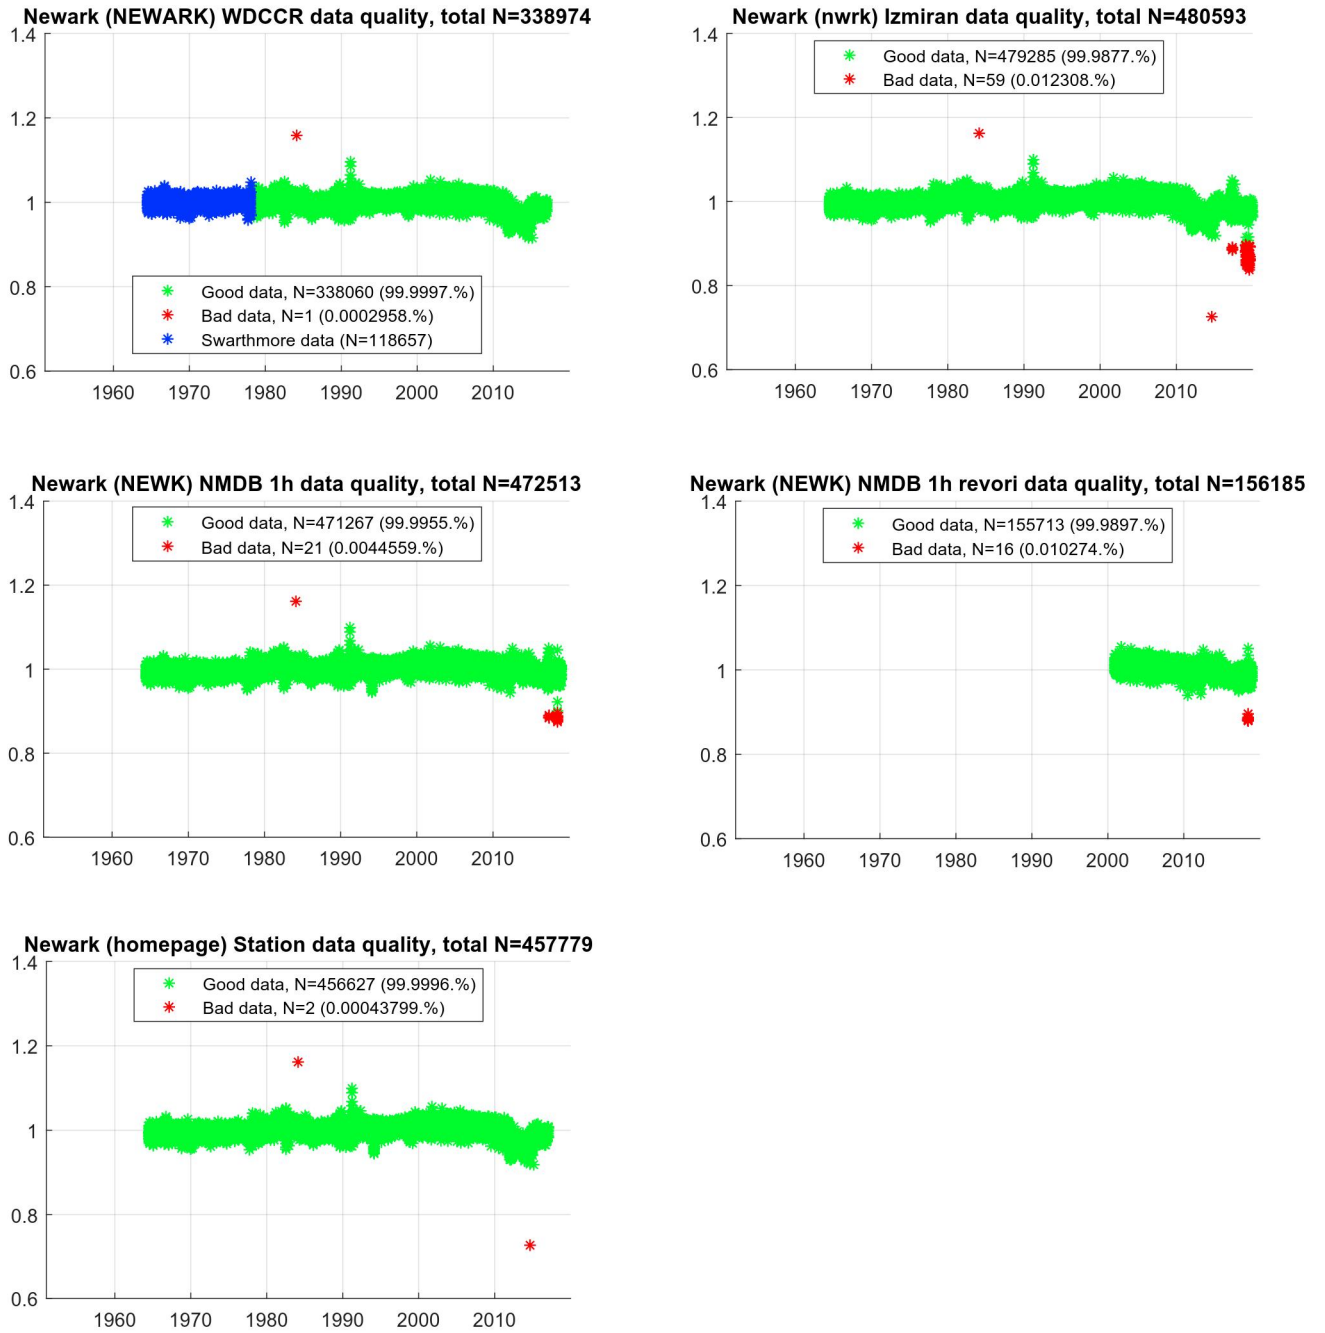 Newark (NEWARK) WDCCR data quality, total N=338974
1.4
1.2
1
0.8
0.6
Good data, N=338060 (99.9997.%)
Bad data, N=1 (0.0002958.%)
Swarthmore data (N=118657)
1960 1970 1980 1990 2000 2010
Newark (nwrk) Izmiran data quality, total N=480593
1.4
1.2
1
0.8
0.6
Good data, N=479285 (99.9877.%)
Bad data, N=59 (0.012308.%)
1960 1970 1980 1990 2000 2010
Newark (NEWK) NMDB 1h data quality, total N=472513
1.4
1.2
1
0.8
0.6
Good data, N=471267 (99.9955.%)
Bad data, N=21 (0.0044559.%)
1960 1970 1980 1990 2000 2010
Newark (NEWK) NMDB 1h revori data quality, total N=156185
1.4
1.2
1
0.8
0.6
Good data, N=155713 (99.9897.%)
Bad data, N=16 (0.010274.%)
1960 1970 1980 1990 2000 2010
Newark (homepage) Station data quality, total N=457779
1.4
1.2
1
0.8
0.6
Good data, N=456627 (99.9996.%)
Bad data, N=2 (0.00043799.%)
1960 1970 1980 1990 2000 2010